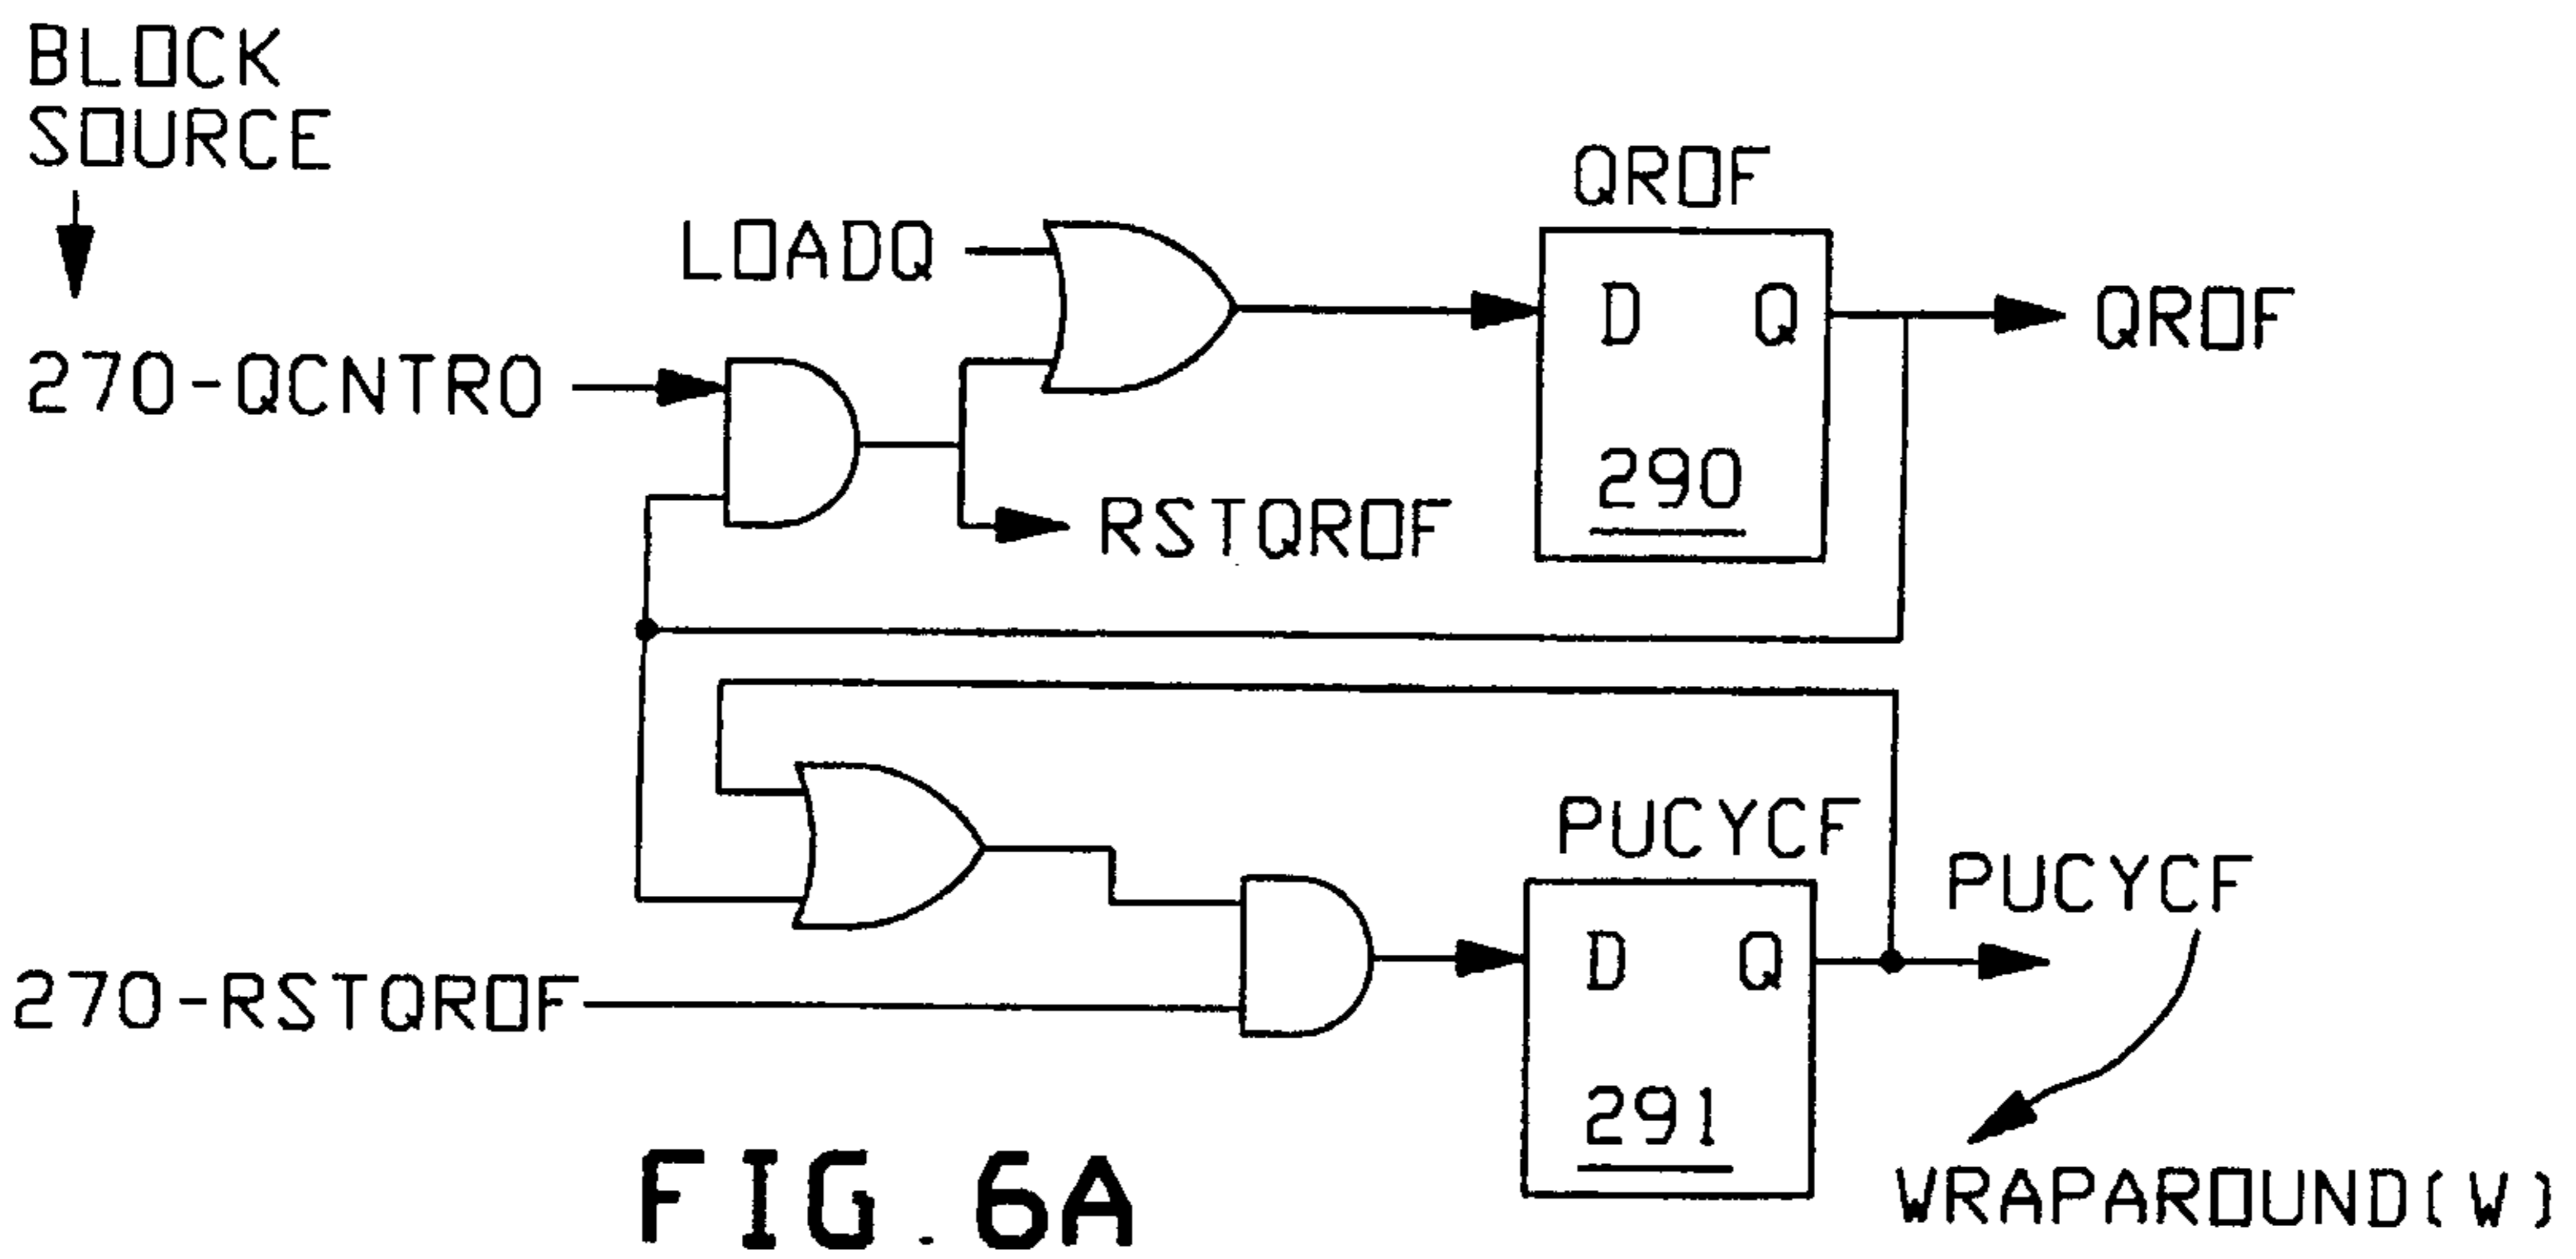 BLOCK
SOURCE
QROF
LOADQ
D Q
QROF
270-QCNTRO
290
RSTQROF
PUCYCF
PUCYCF
D Q
270-RSTQROF
291
WRAPAROUND(W)
FIG. 6A